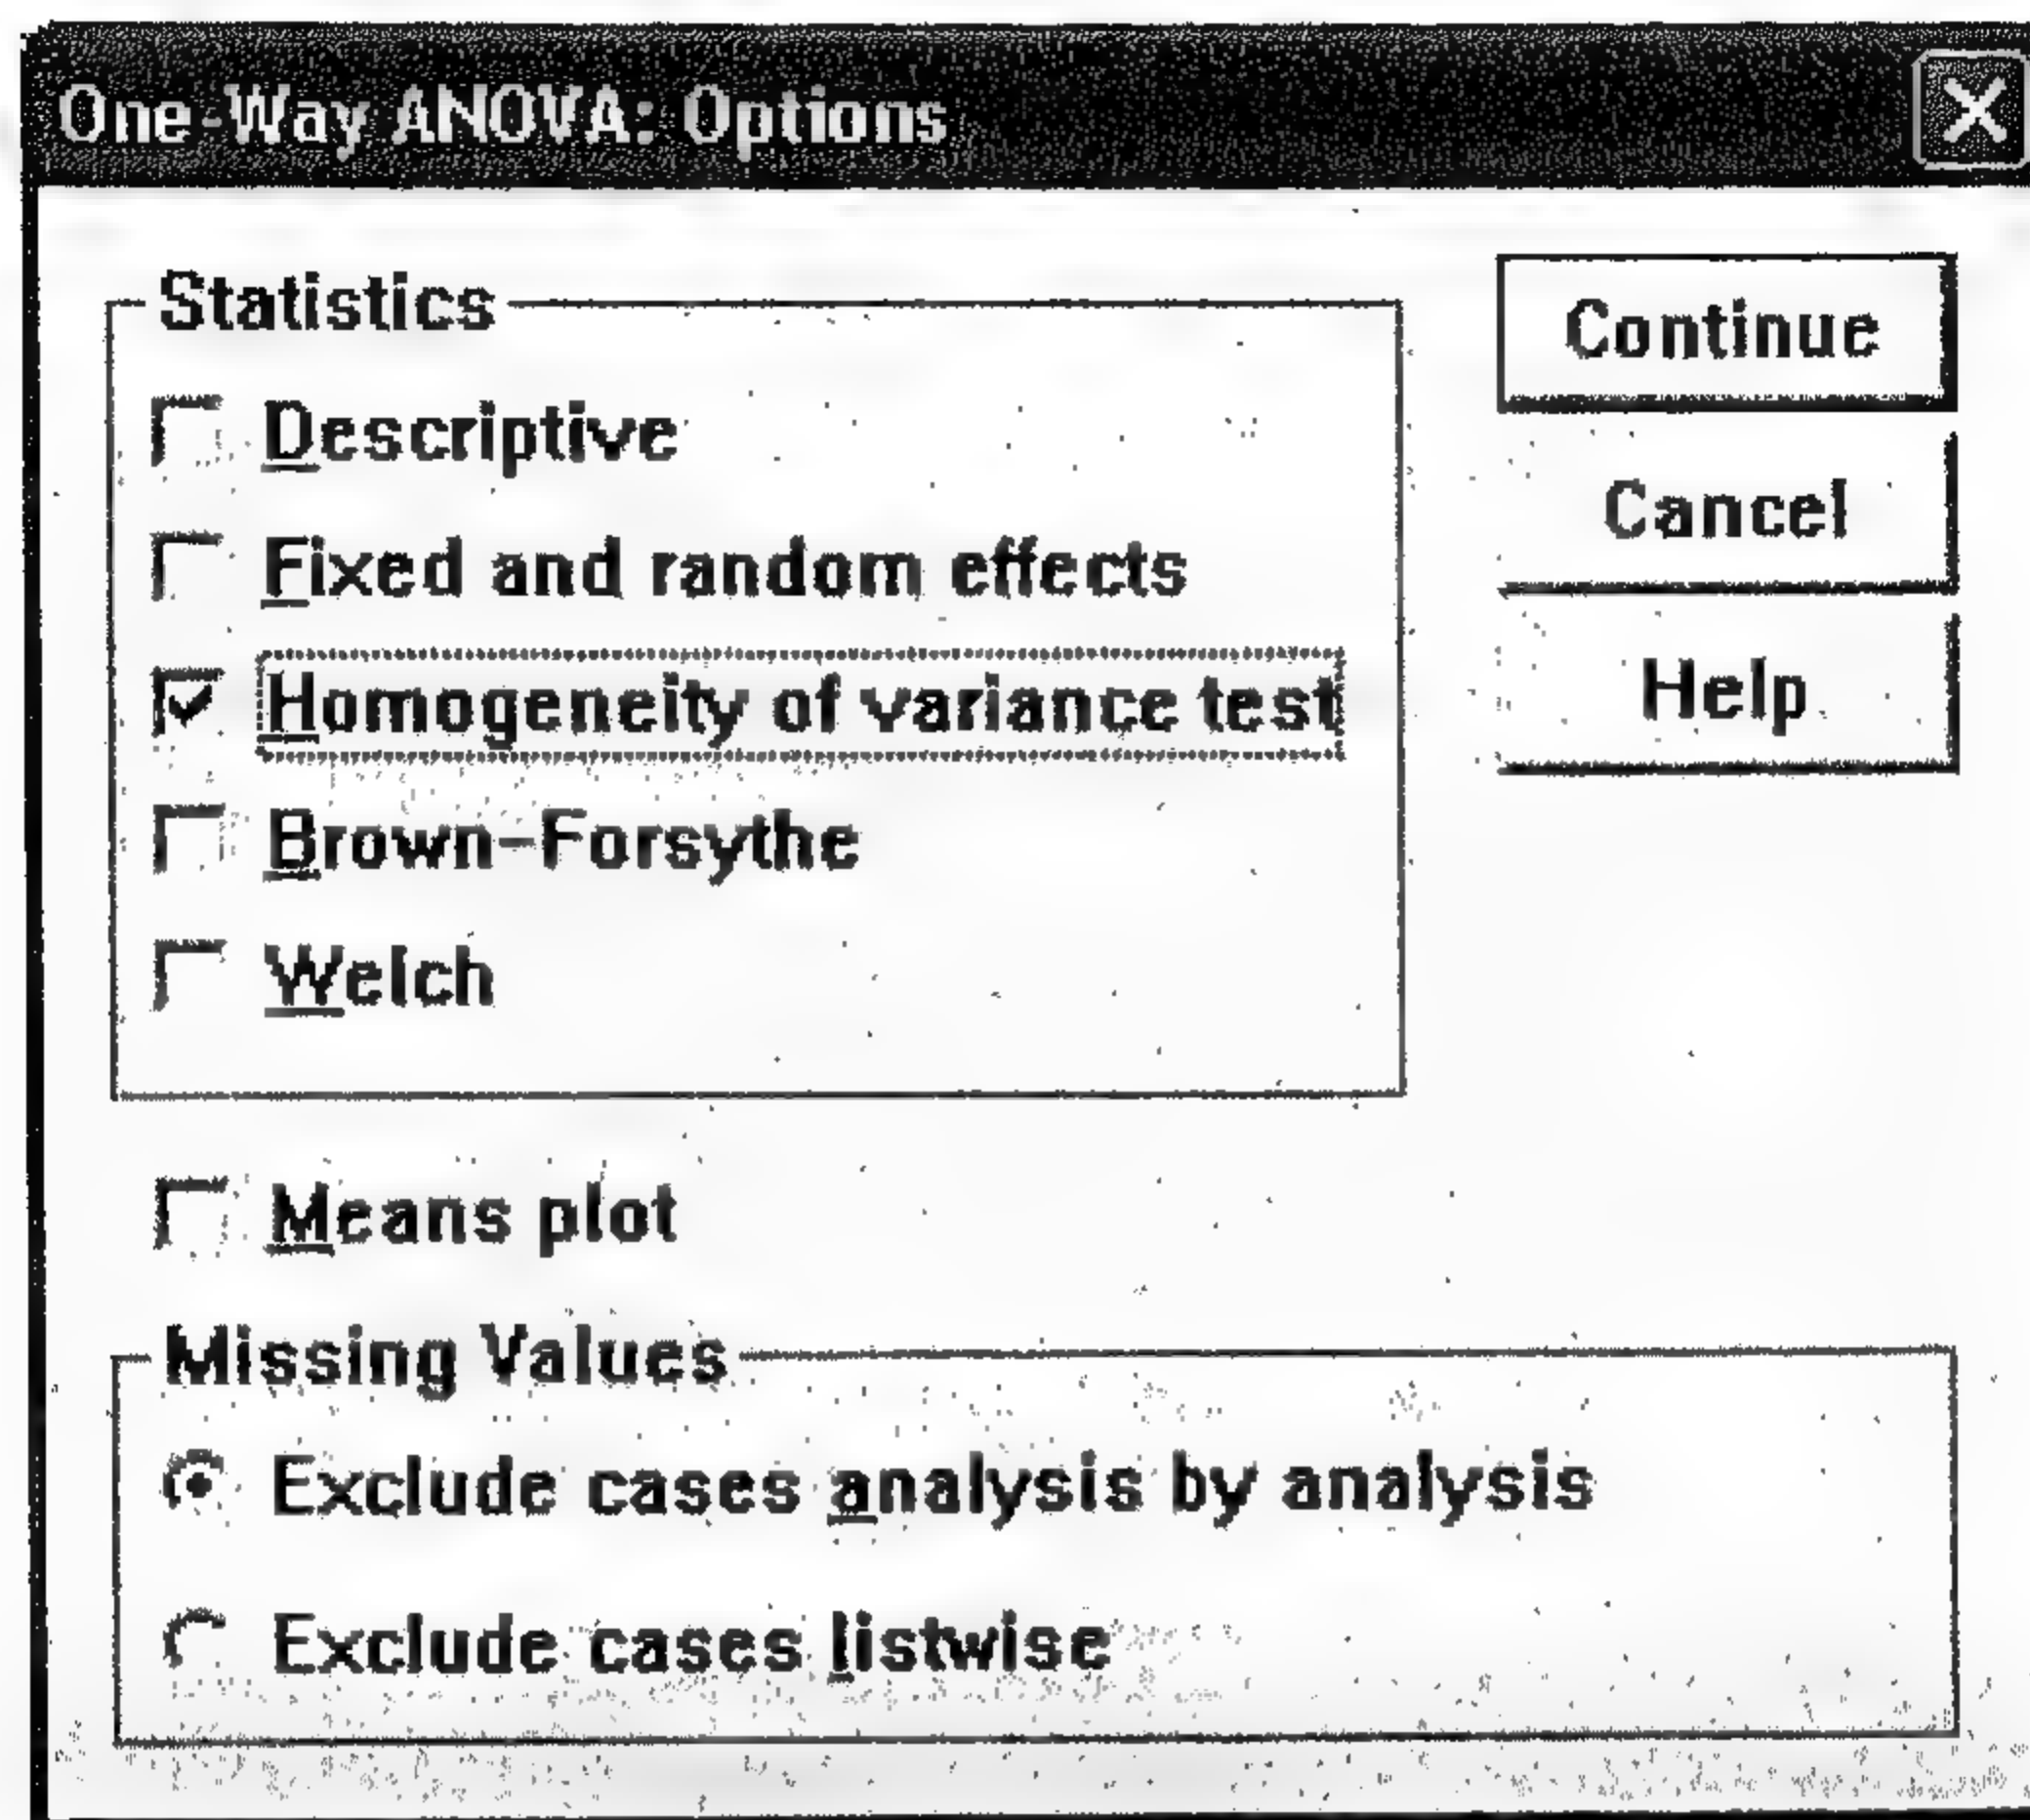 One-Way ANOVA: Options
Statistics
Continue
Descriptive
Cancel
Fixed and random effects
Homogeneity of variance test
Help
Brown-Forsythe
Welch
Means plot
Missing Values
Exclude cases analysis by analysis
Exclude cases listwise